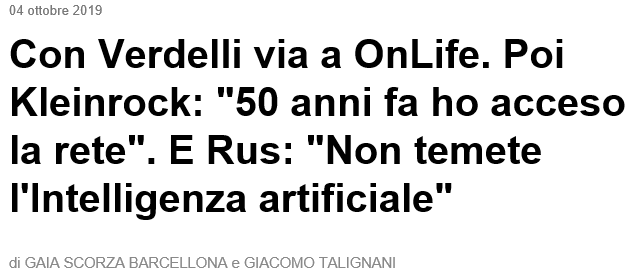 04 ottobre 2019
Con Verdelli via a OnLife. Poi
Kleinrock: "50 anni fa ho acceso
la rete". E Rus: "Non temete
l'Intelligenza artificiale"
di GAIA SCORZA BARCELLONA e GIACOMO TALIGNANI